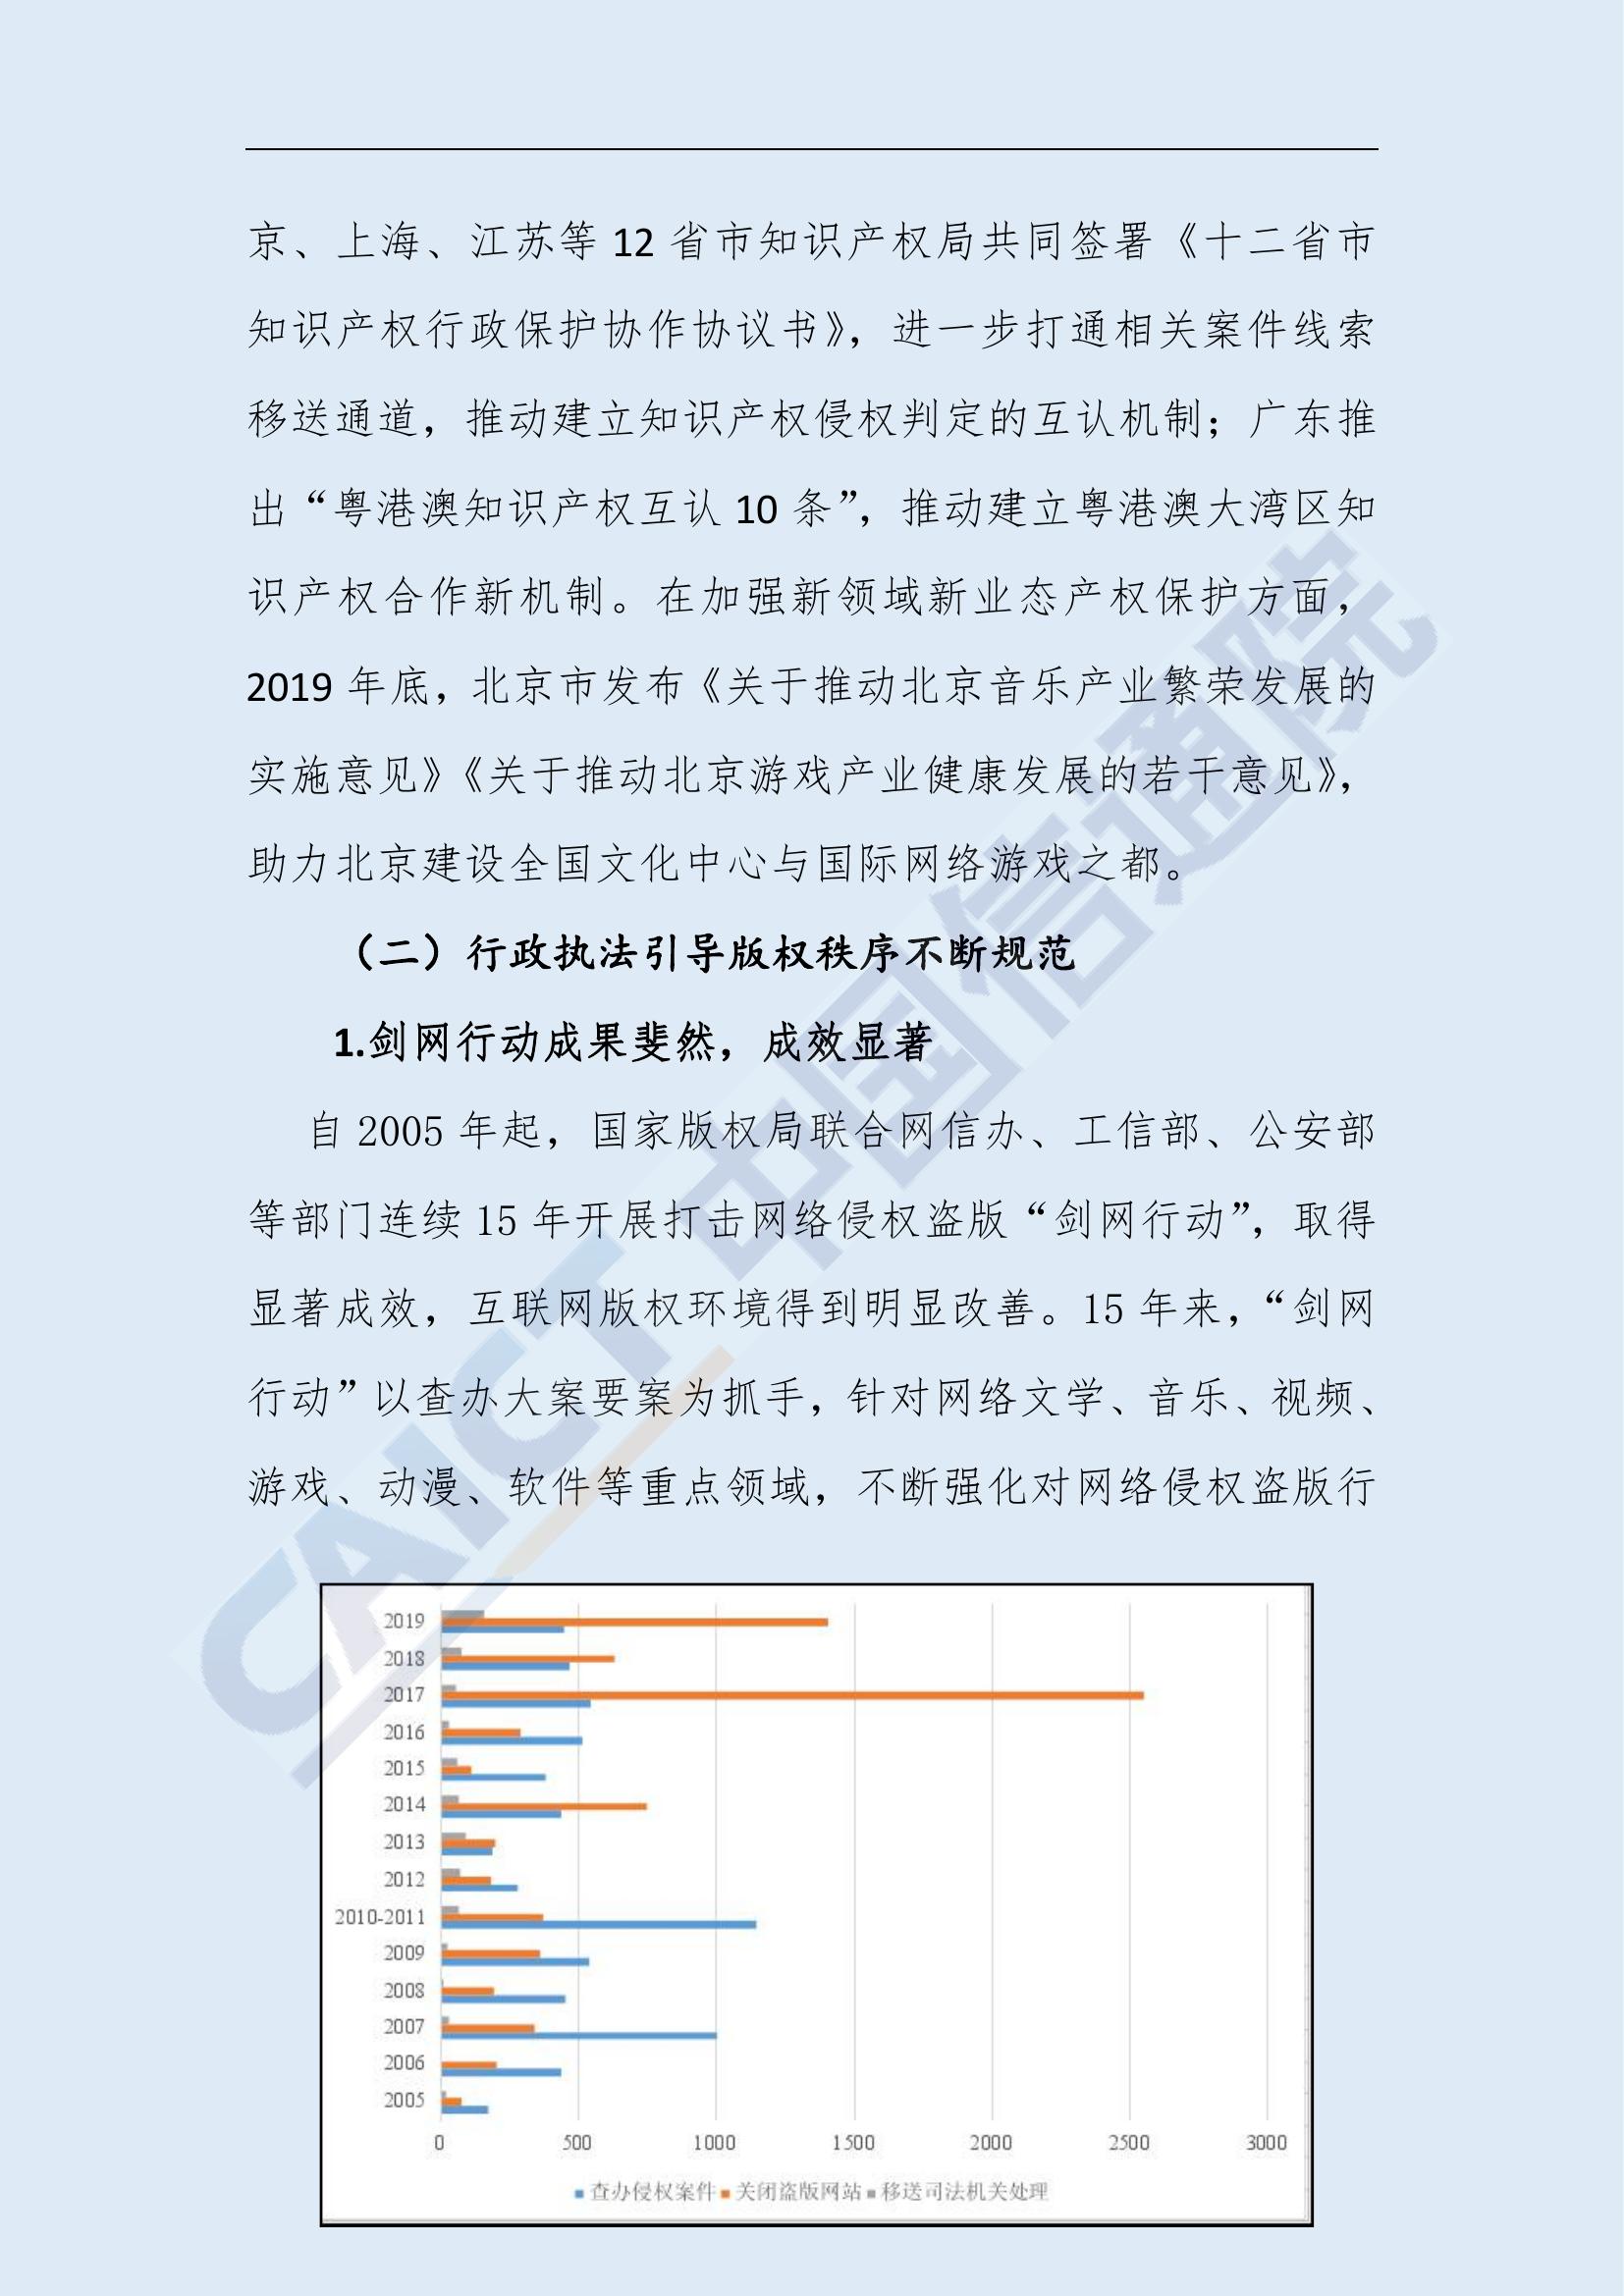 京、上海、江苏等 12 省市知识产权局共同签署《十二省市
知识产权行政保护协作协议书》，进一步打通相关案件线索
移送通道，推动建立知识产权侵权判定的互认机制；广东推
出“粤港澳知识产权互认 10 条”，推动建立粤港澳大湾区知
识产权合作新机制。在加强新领域新业态产权保护方面，
2019 年底，北京市发布《关于推动北京音乐产业繁荣发展的
实施意见》《关于推动北京游戏产业健康发展的若干意见》，
助力北京建设全国文化中心与国际网络游戏之都。
（二）行政执法引导版权秩序不断规范
1.剑网行动成果斐然，成效显著
自 2005 年起，国家版权局联合网信办、工信部、公安部
等部门连续 15 年开展打击网络侵权盗版“剑网行动”，取得
显著成效，互联网版权环境得到明显改善。15 年来，“剑网
行动”以查办大案要案为抓手，针对网络文学、音乐、视频、
游戏、动漫、软件等重点领域，不断强化对网络侵权盗版行
CAICT 中国信通院
2019
2018
2017
2016
2015
2014
2013
2012
2010-2011
2009
2008
2007
2006
2005
0 500 1000 1500 2000 2500 3000
查办侵权案件 关闭盗版网站 移送司法机关处理